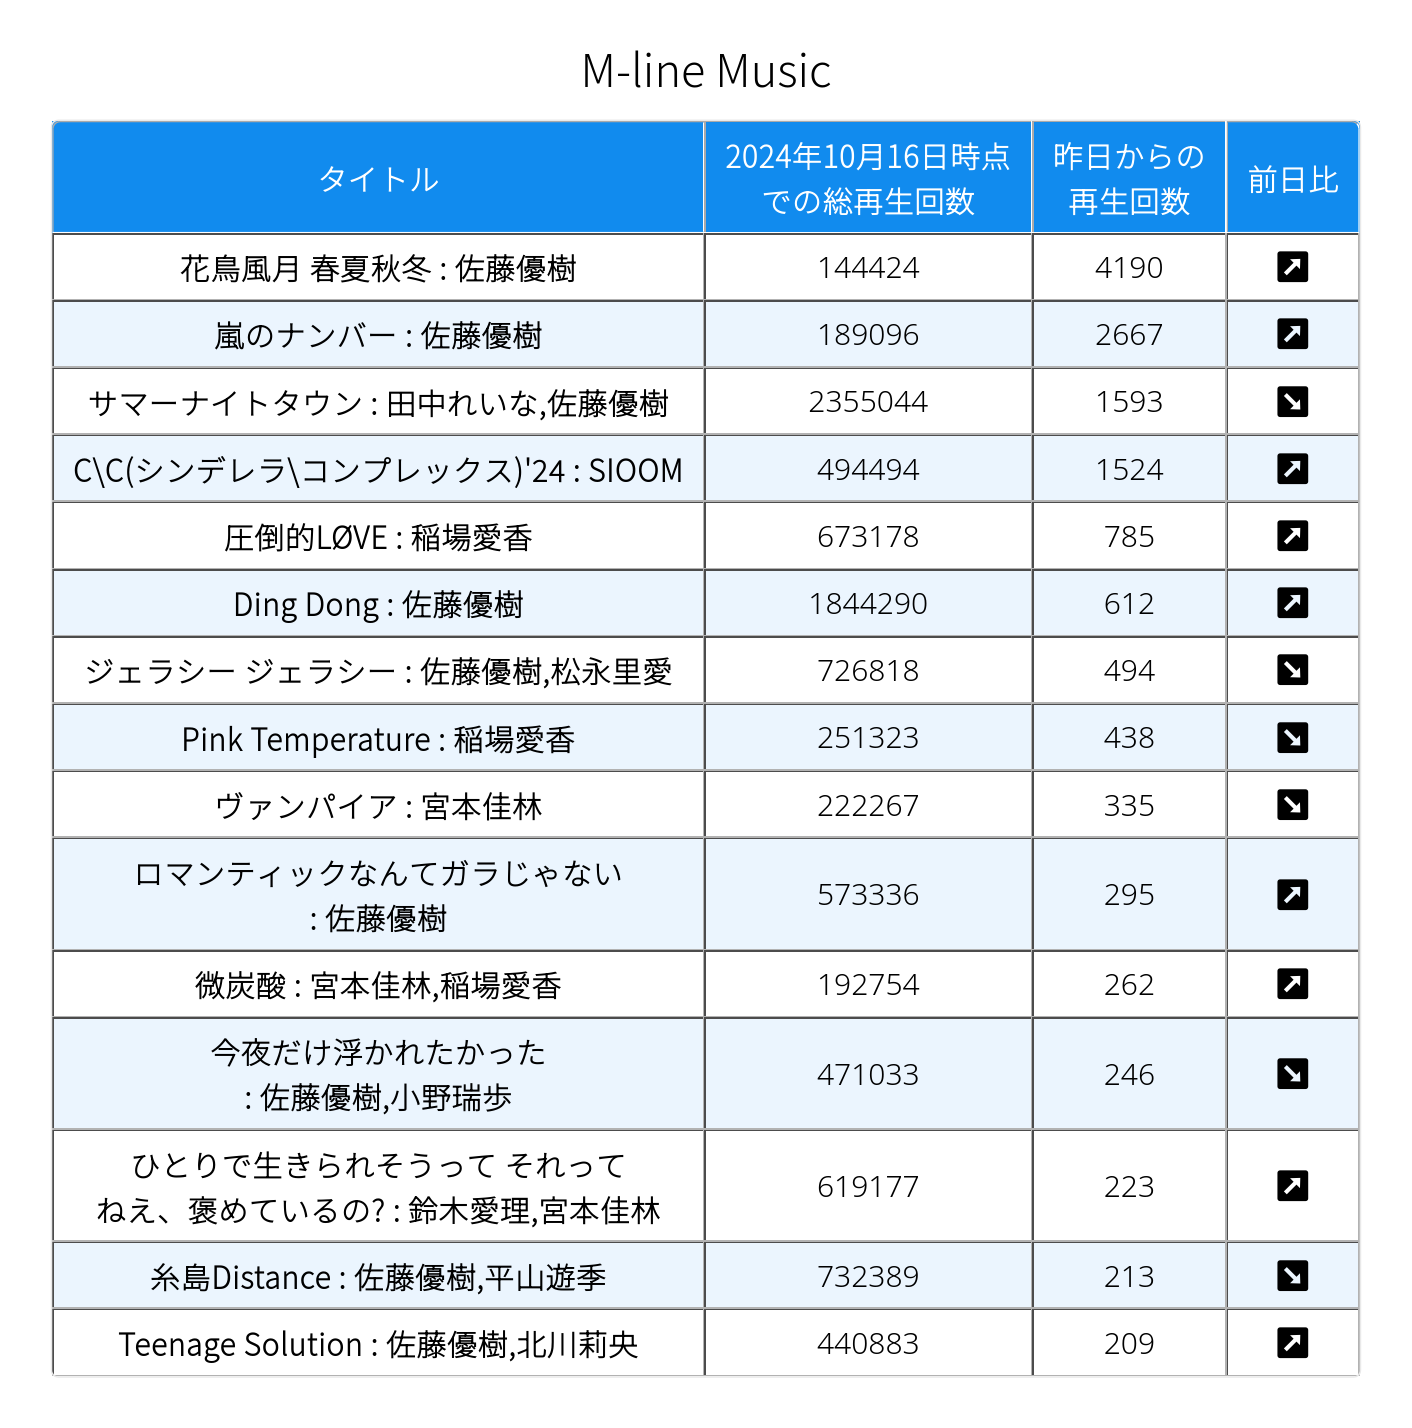 M-line Music
タイトル
2024年10月16日時点
での総再生回数
昨日からの
再生回数
前日比
花鳥風月 春夏秋冬 : 佐藤優樹
144424
4190
嵐のナンバー : 佐藤優樹
189096
2667
サマーナイトタウン : 田中れいな,佐藤優樹
2355044
1593
C\C(シンデレラ\コンプレックス)'24 : SIOOM
494494
1524
圧倒的LØVE : 稲場愛香
673178
785
Ding Dong : 佐藤優樹
1844290
612
ジェラシー ジェラシー : 佐藤優樹,松永里愛
726818
494
Pink Temperature : 稲場愛香
251323
438
ヴァンパイア : 宮本佳林
222267
335
ロマンティックなんてガラじゃない
: 佐藤優樹
573336
295
微炭酸 : 宮本佳林,稲場愛香
192754
262
今夜だけ浮かれたかった
: 佐藤優樹,小野瑞歩
471033
246
ひとりで生きられそうって それって
ねえ、褒めているの? : 鈴木愛理,宮本佳林
619177
223
糸島Distance : 佐藤優樹,平山遊季
732389
213
Teenage Solution : 佐藤優樹,北川莉央
440883
209